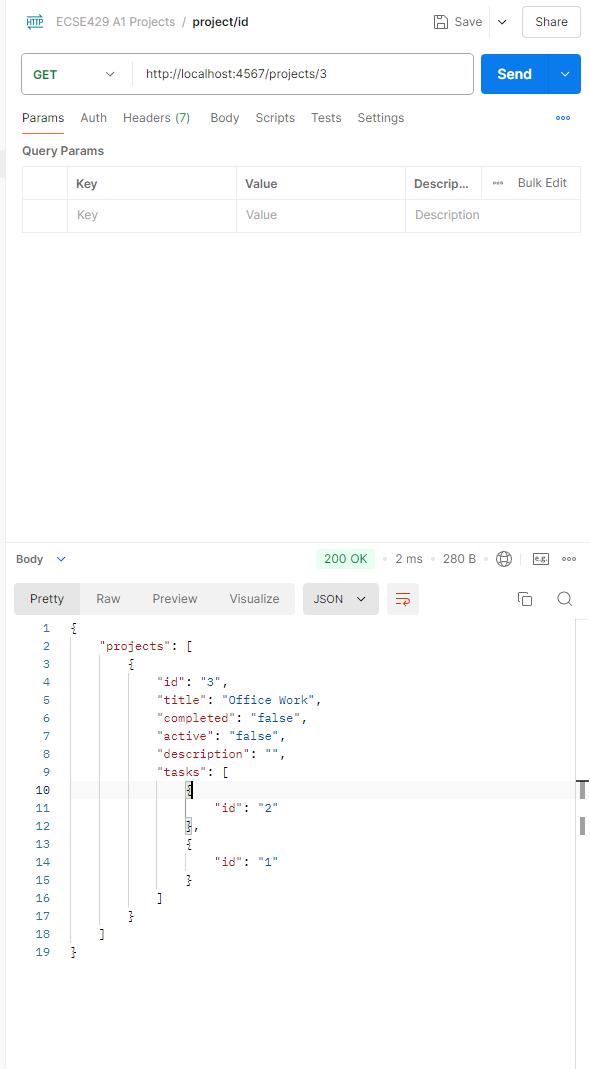 HTTP ECSE429 A1 Projects / project/id Save Share
GET http://localhost:4567/projects/3 Send
Params Auth Headers (7) Body Scripts Tests Settings
Query Params
Key Value Descrip... Bulk Edit
Key Value Description
Body 200 OK 2 ms 280 B e.g.
Pretty Raw Preview Visualize JSON
1 {
2 "projects": [
3 {
4 "id": "3",
5 "title": "Office Work",
6 "completed": "false",
7 "active": "false",
8 "description": "",
9 "tasks": [
10 {
11 "id": "2"
12 },
13 {
14 "id": "1"
15 }
16 ]
17 }
18 ]
19 }